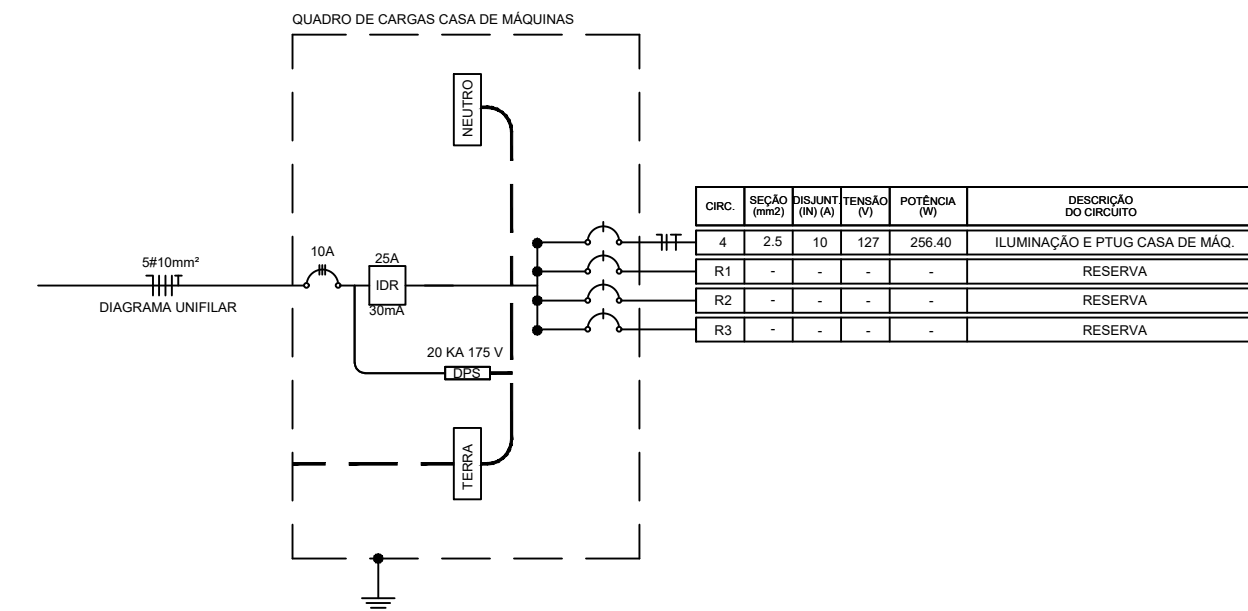 QUADRO DE CARGAS CASA DE MÁQUINAS
NEUTRO
CIRC. SEÇÃO (mm2) DISJUNT. (IN) (A) TENSÃO (V) POTÊNCIA (W) DESCRIÇÃO DO CIRCUITO
4 2.5 10 127 256.40 ILUMINAÇÃO E PTUG CASA DE MÁQ.
R1 - - - - RESERVA
R2 - - - - RESERVA
R3 - - - - RESERVA
5#10mm²
DIAGRAMA UNIFILAR
10A
25A
IDR
30mA
20 KA 175 V
DPS
TERRA